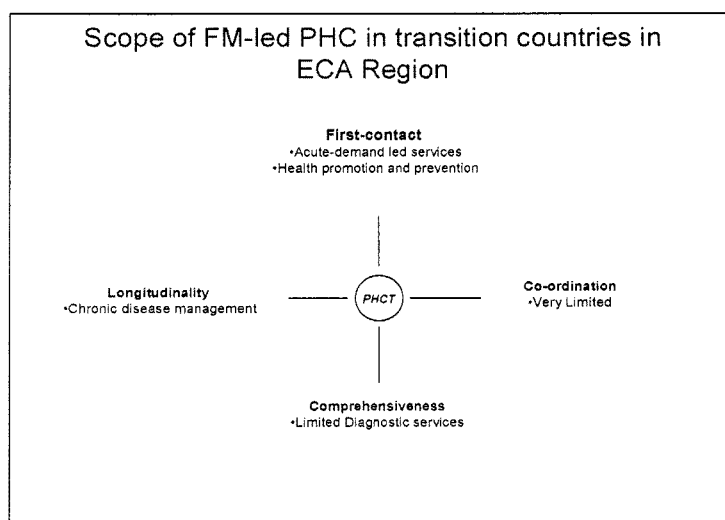 Scope of FM-led PHC in transition countries in
ECA Region
First-contact
•Acute-demand led services
•Health promotion and prevention
Longitudinality
•Chronic disease management
PHCT
Co-ordination
•Very Limited
Comprehensiveness
•Limited Diagnostic services